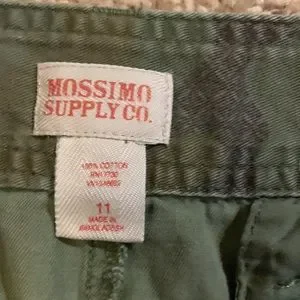 MOSSIMO
SUPPLY CO.
100% COTTON
11
MADE IN
BANGLADESH